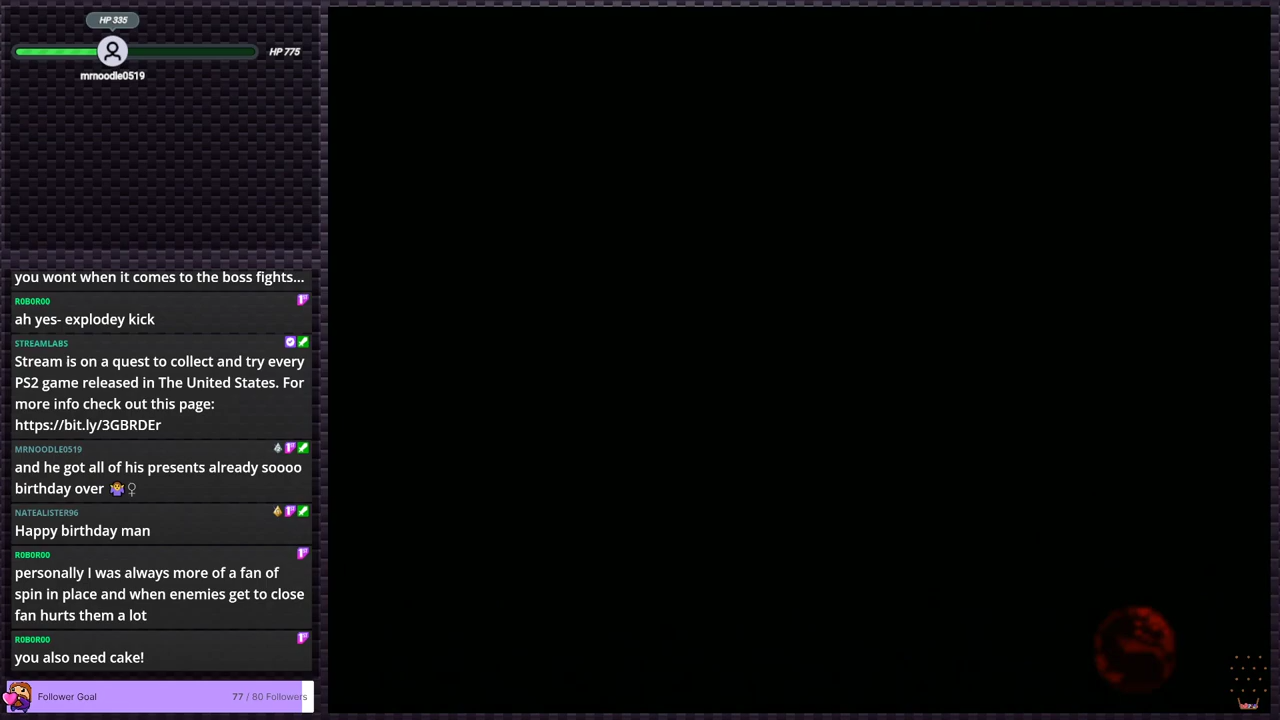 HP 335
HP 775
mrnoodle0519
you wont when it comes to the boss fights...
R0B0R00
ah yes- explodey kick
STREAMLABS
Stream is on a quest to collect and try every
PS2 game released in The United States. For
more info check out this page:
https://bit.ly/3GBRDEr
MRNOODLE0519
and he got all of his presents already soooo
birthday over 🤷‍♀
NATEALISTER96
Happy birthday man
R0B0R00
personally I was always more of a fan of
spin in place and when enemies get to close
fan hurts them a lot
R0B0R00
you also need cake!
Follower Goal
77 / 80 Followers